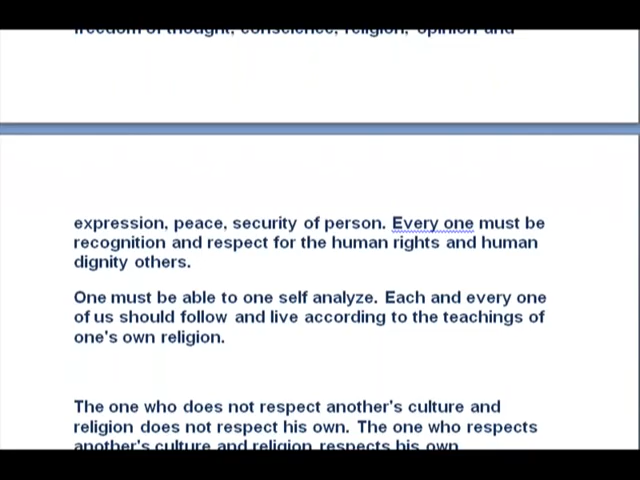 freedom of thought, conscience, religion, opinion and
expression, peace, security of person. Every one must be
recognition and respect for the human rights and human
dignity others.
One must be able to one self analyze. Each and every one
of us should follow and live according to the teachings of
one's own religion.
The one who does not respect another's culture and
religion does not respect his own. The one who respects
another's culture and religion respects his own